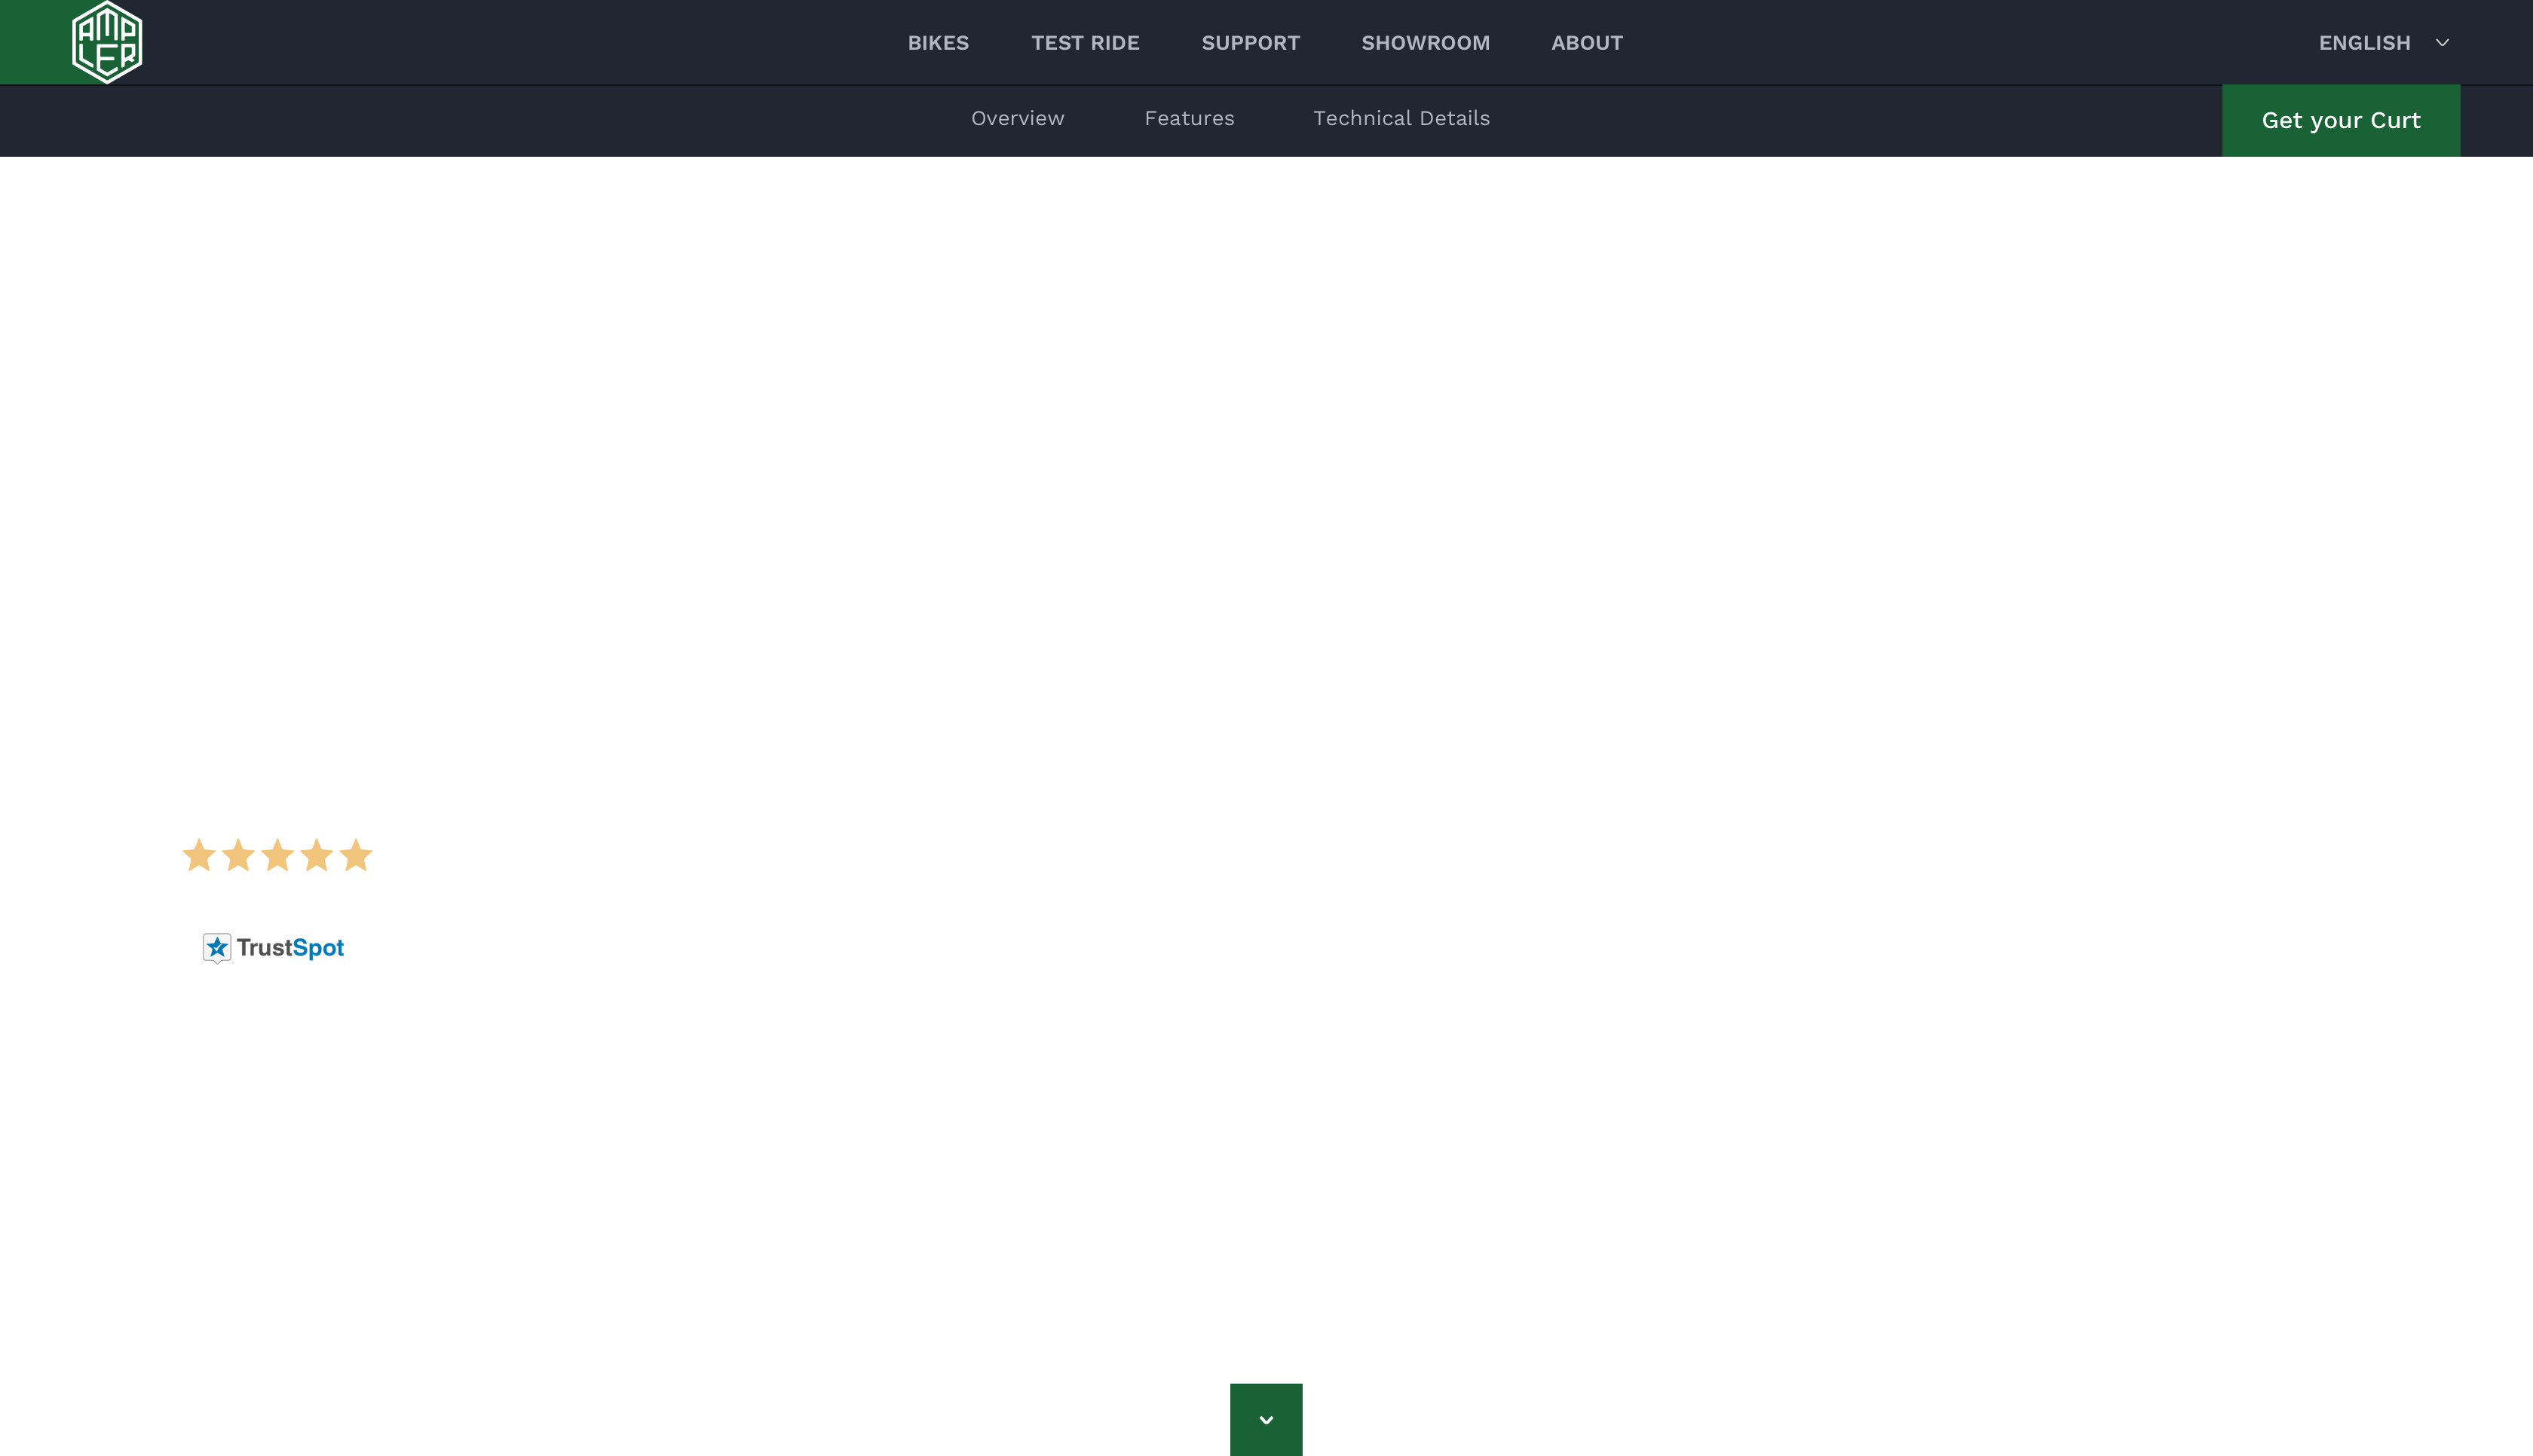 AMPLER
BIKES TEST RIDE SUPPORT SHOWROOM ABOUT ENGLISH
Overview Features Technical Details Get your Curt
TrustSpot